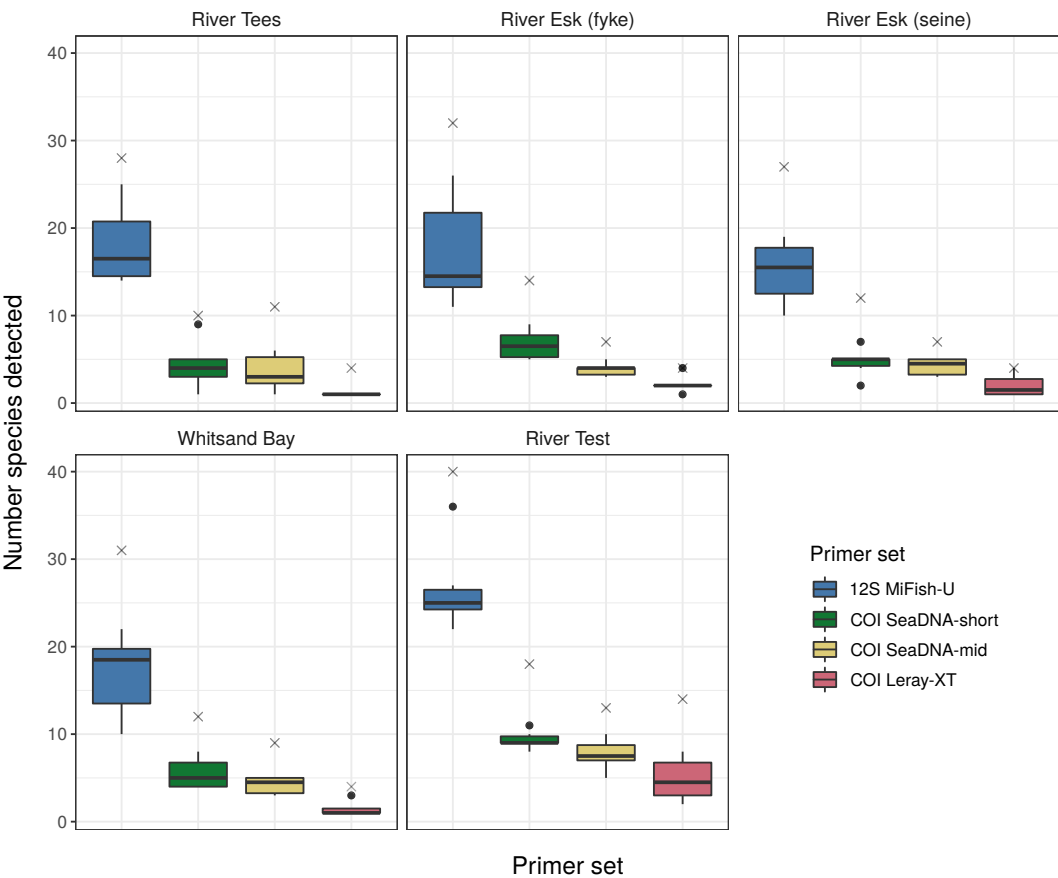 River Tees
River Esk (fyke)
River Esk (seine)
40
30
20
10
0
Whitsand Bay
River Test
40
30
20
10
0
Number species detected
Primer set
Primer set
12S MiFish-U
COI SeaDNA-short
COI SeaDNA-mid
COI Leray-XT